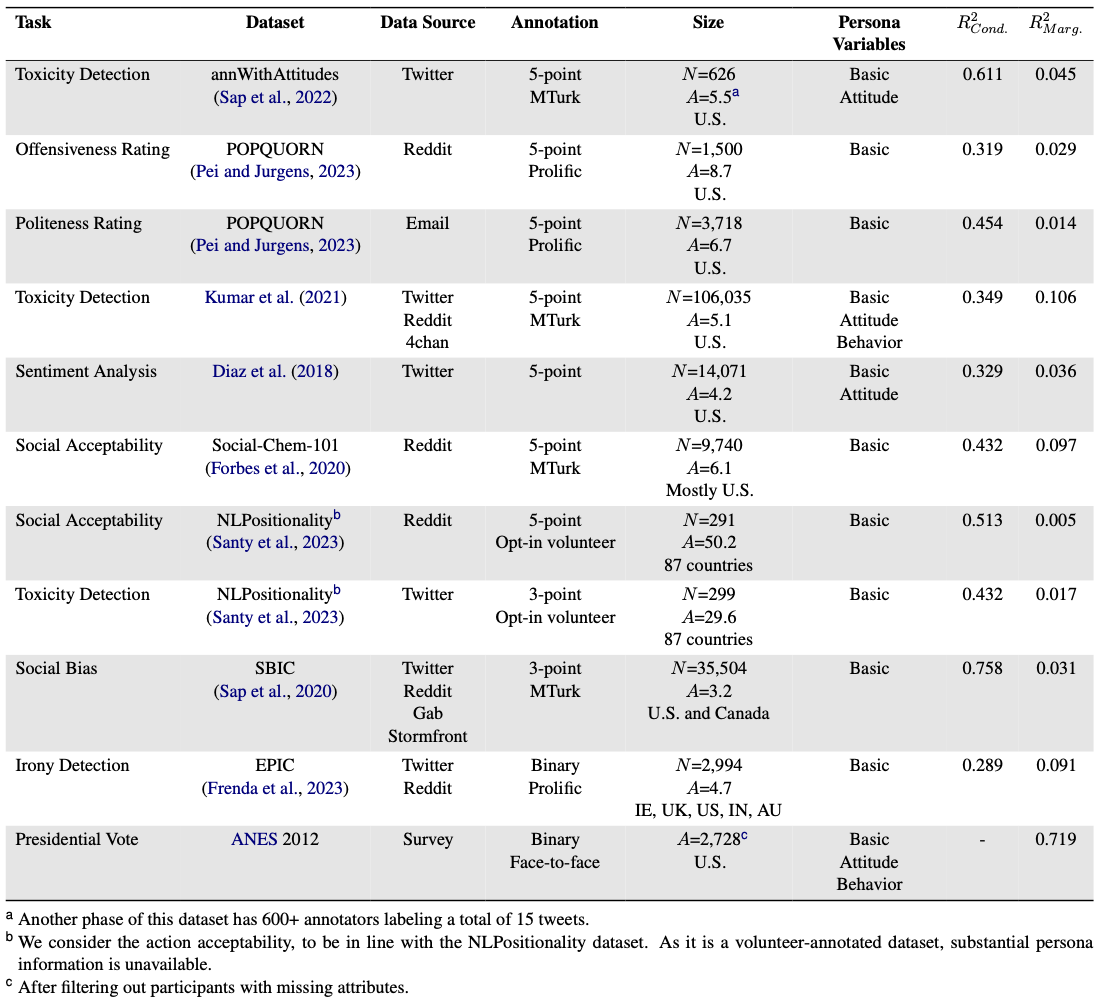 Task Dataset Data Source Annotation Size Persona Variables R²Cond. R²Marg.
Toxicity Detection annWithAttitudes Twitter 5-point N=626 Basic 0.611 0.045
(Sap et al., 2022) MTurk A=5.5a Attitude
U.S.
Offensiveness Rating POPQUORN Reddit 5-point N=1,500 Basic 0.319 0.029
(Pei and Jurgens, 2023) Prolific A=8.7
U.S.
Politeness Rating POPQUORN Email 5-point N=3,718 Basic 0.454 0.014
(Pei and Jurgens, 2023) Prolific A=6.7
U.S.
Toxicity Detection Kumar et al. (2021) Twitter 5-point N=106,035 Basic 0.349 0.106
Reddit MTurk A=5.1 Attitude
4chan U.S. Behavior
Sentiment Analysis Diaz et al. (2018) Twitter 5-point N=14,071 Basic 0.329 0.036
A=4.2 Attitude
U.S.
Social Acceptability Social-Chem-101 Reddit 5-point N=9,740 Basic 0.432 0.097
(Forbes et al., 2020) MTurk A=6.1
Mostly U.S.
Social Acceptability NLPositionalityb Reddit 5-point N=291 Basic 0.513 0.005
(Santy et al., 2023) Opt-in volunteer A=50.2
87 countries
Toxicity Detection NLPositionalityb Twitter 3-point N=299 Basic 0.432 0.017
(Santy et al., 2023) Opt-in volunteer A=29.6
87 countries
Social Bias SBIC Twitter 3-point N=35,504 Basic 0.758 0.031
(Sap et al., 2020) Reddit MTurk A=3.2
Gab U.S. and Canada
Stormfront
Irony Detection EPIC Twitter Binary N=2,994 Basic 0.289 0.091
(Frenda et al., 2023) Reddit Prolific A=4.7
IE, UK, US, IN, AU
Presidential Vote ANES 2012 Survey Binary A=2,728c Basic - 0.719
Face-to-face U.S. Attitude
Behavior
a Another phase of this dataset has 600+ annotators labeling a total of 15 tweets.
b We consider the action acceptability, to be in line with the NLPositionality dataset. As it is a volunteer-annotated dataset, substantial persona
information is unavailable.
c After filtering out participants with missing attributes.